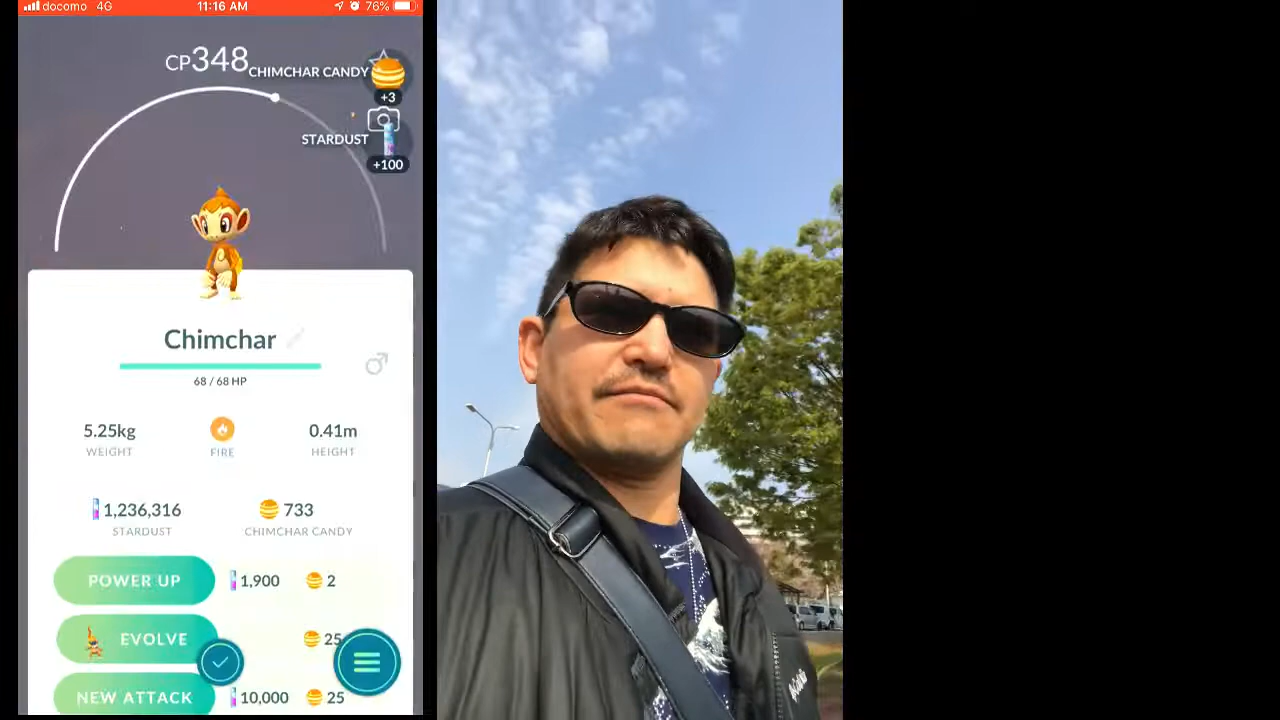 docomo 4G 11:16 AM 76%
CP348
CHIMCHAR CANDY
+3
STARDUST
+100
Chimchar
68 / 68 HP
5.25kg
WEIGHT
FIRE
0.41m
HEIGHT
1,236,316
STARDUST
733
CHIMCHAR CANDY
POWER UP 1,900 2
EVOLVE 25
NEW ATTACK 10,000 25